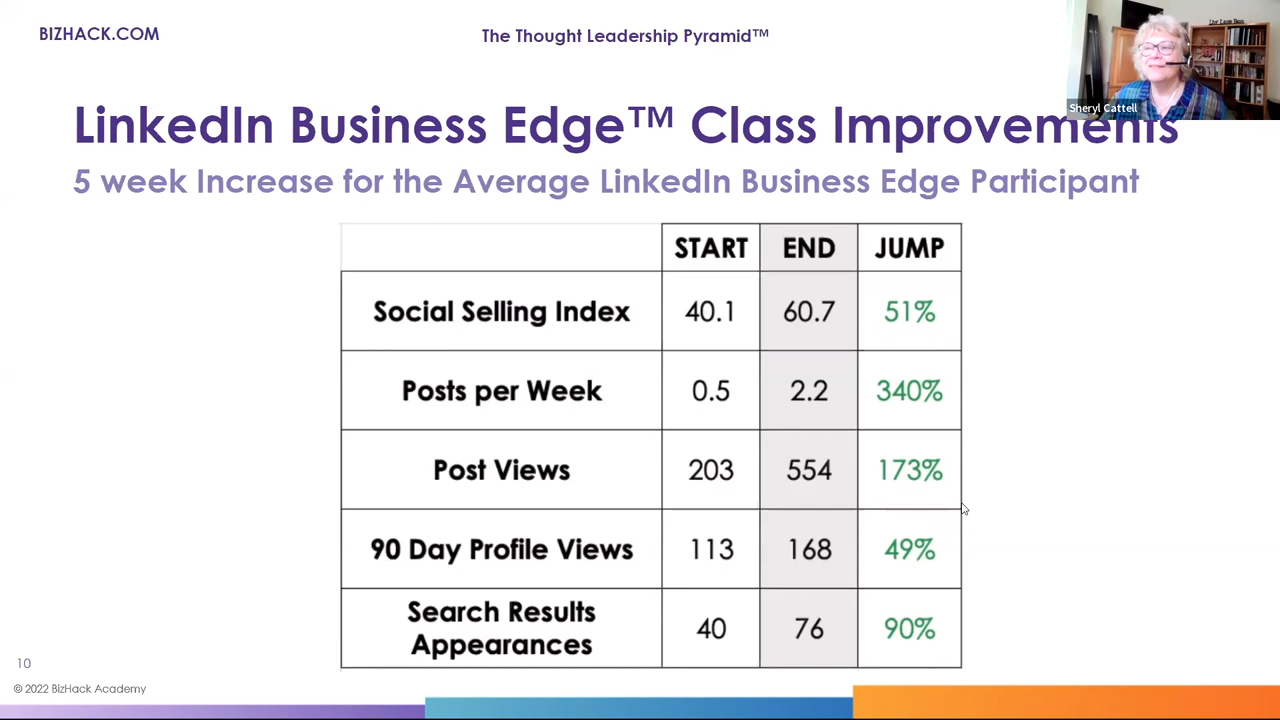 BIZHACK.COM
The Thought Leadership Pyramid™
Sheryl Cattell
LinkedIn Business Edge™ Class Improvements
5 week Increase for the Average LinkedIn Business Edge Participant
START END JUMP
Social Selling Index 40.1 60.7 51%
Posts per Week 0.5 2.2 340%
Post Views 203 554 173%
90 Day Profile Views 113 168 49%
Search Results
Appearances 40 76 90%
10
© 2022 BizHack Academy